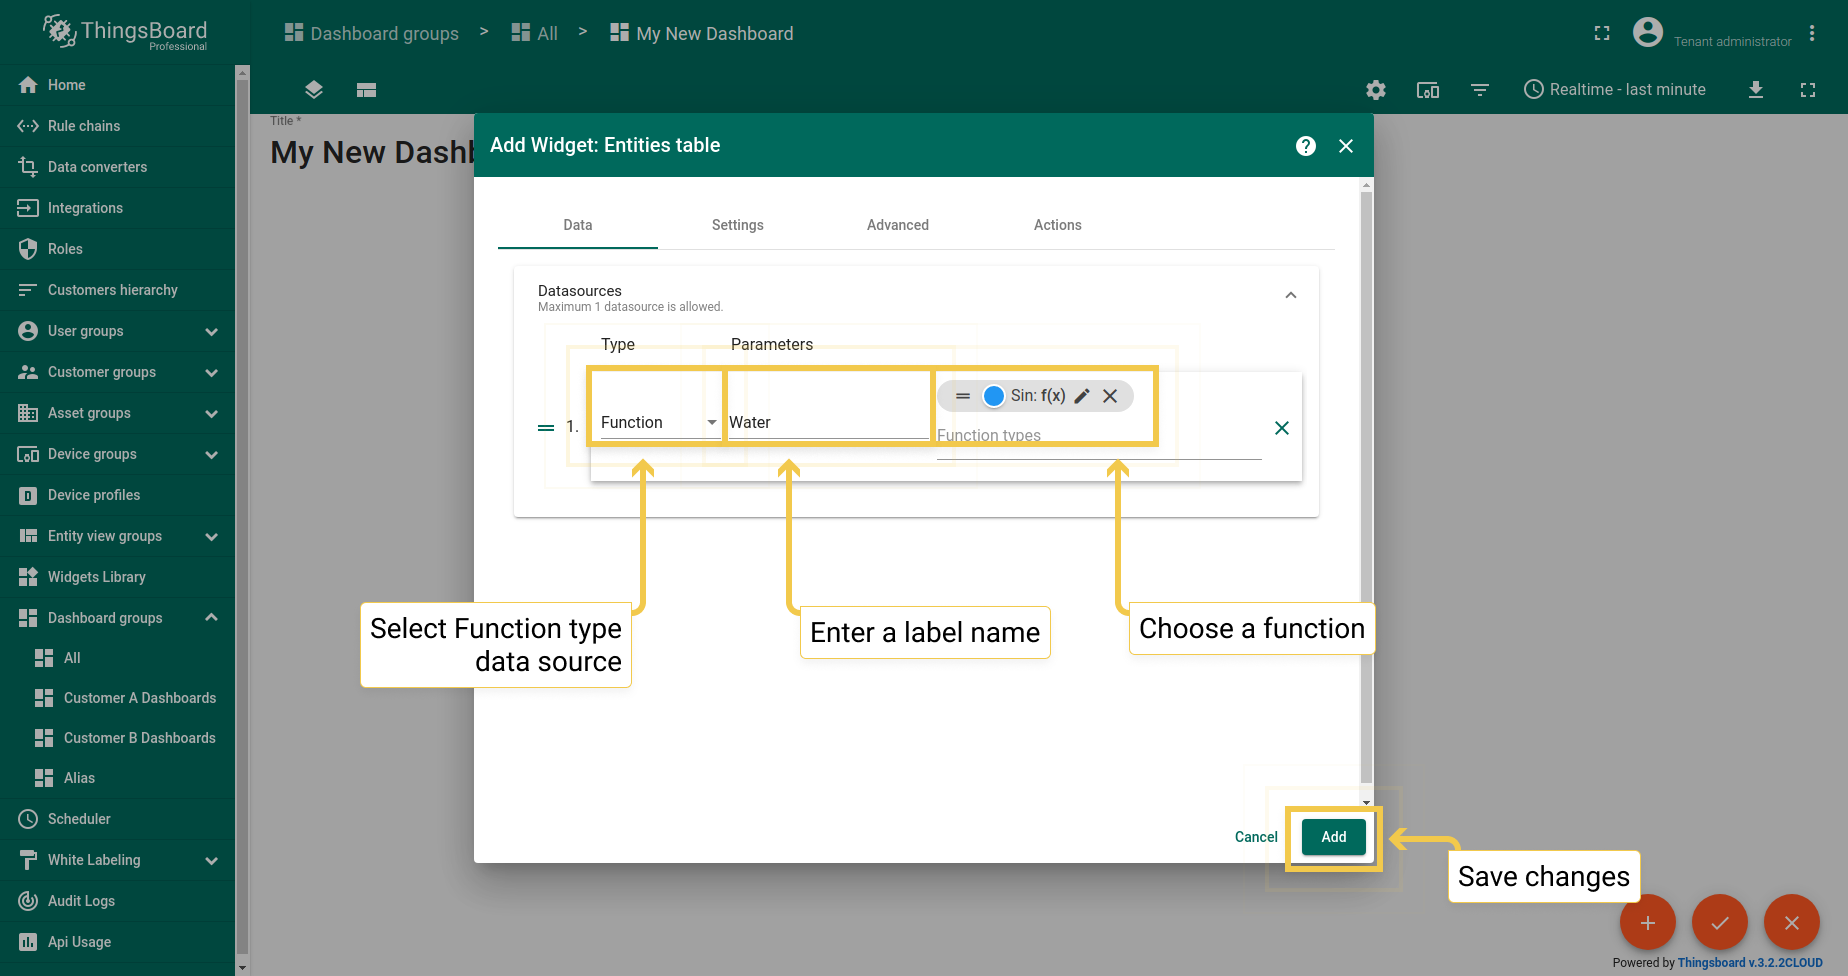 ThingsBoard
Professional
Dashboard groups > All > My New Dashboard
Tenant administrator
Realtime - last minute
Home
Rule chains
Data converters
Integrations
Roles
Customers hierarchy
User groups
Customer groups
Asset groups
Device groups
Device profiles
Entity view groups
Widgets Library
Dashboard groups
All
Customer A Dashboards
Customer B Dashboards
Alias
Scheduler
White Labeling
Audit Logs
Api Usage
Title *
My New Dashb
Add Widget: Entities table
Data Settings Advanced Actions
Datasources
Maximum 1 datasource is allowed.
Type Parameters
Sin: f(x)
1. Function Water
Function types
Select Function type
data source
Enter a label name
Choose a function
Cancel Add
Save changes
Powered by Thingsboard v.3.2.2CLOUD